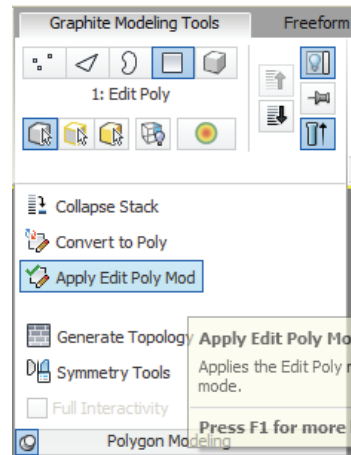 Graphite Modeling Tools Freeform
1: Edit Poly
Collapse Stack
Convert to Poly
Apply Edit Poly Mod
Generate Topology
Apply Edit Poly Mo
Symmetry Tools
Applies the Edit Poly
mode.
Full Interactivity
Press F1 for more
Polygon Modeling